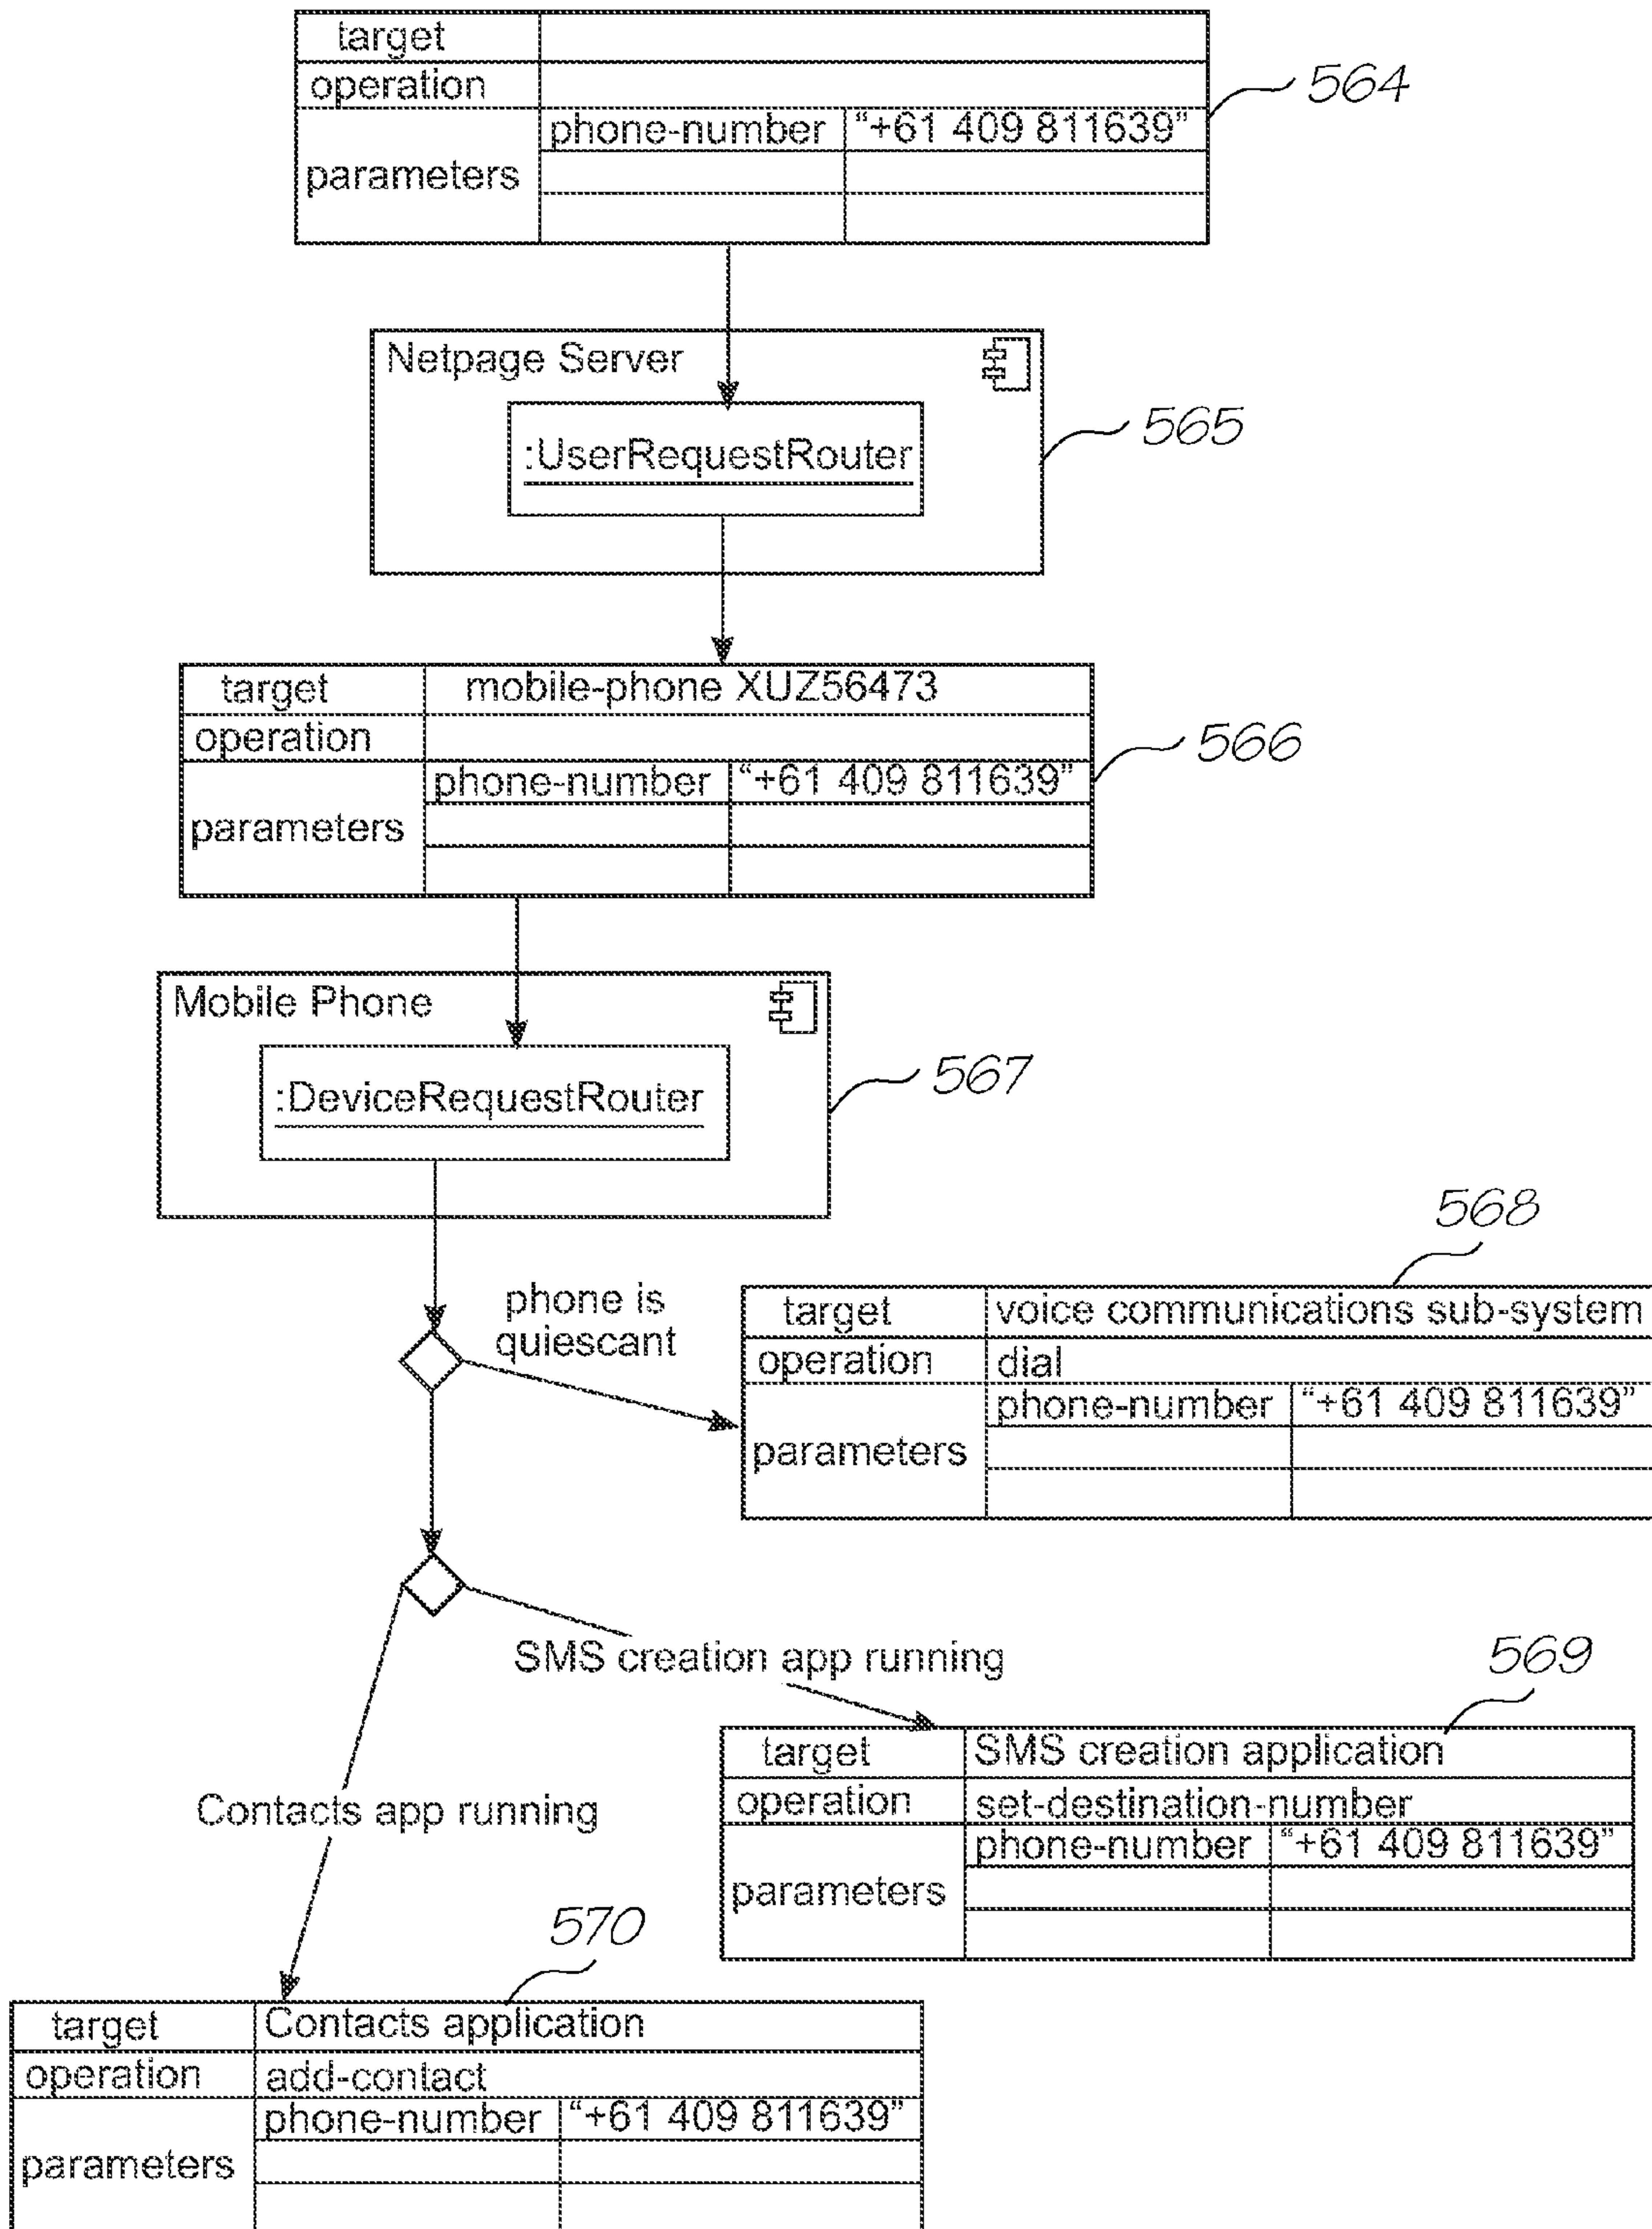 target
operation
phone-number "+61 409 811639"
parameters
564
Netpage Server
:UserRequestRouter
565
target mobile-phone XUZ56473
operation
phone-number "+61 409 811639"
parameters
566
Mobile Phone
:DeviceRequestRouter
567
phone is
quiescant
568
target voice communications sub-system
operation dial
phone-number "+61 409 811639"
parameters
SMS creation app running
569
target SMS creation application
operation set-destination-number
phone-number "+61 409 811639"
parameters
Contacts app running
570
target Contacts application
operation add-contact
phone-number "+61 409 811639"
parameters